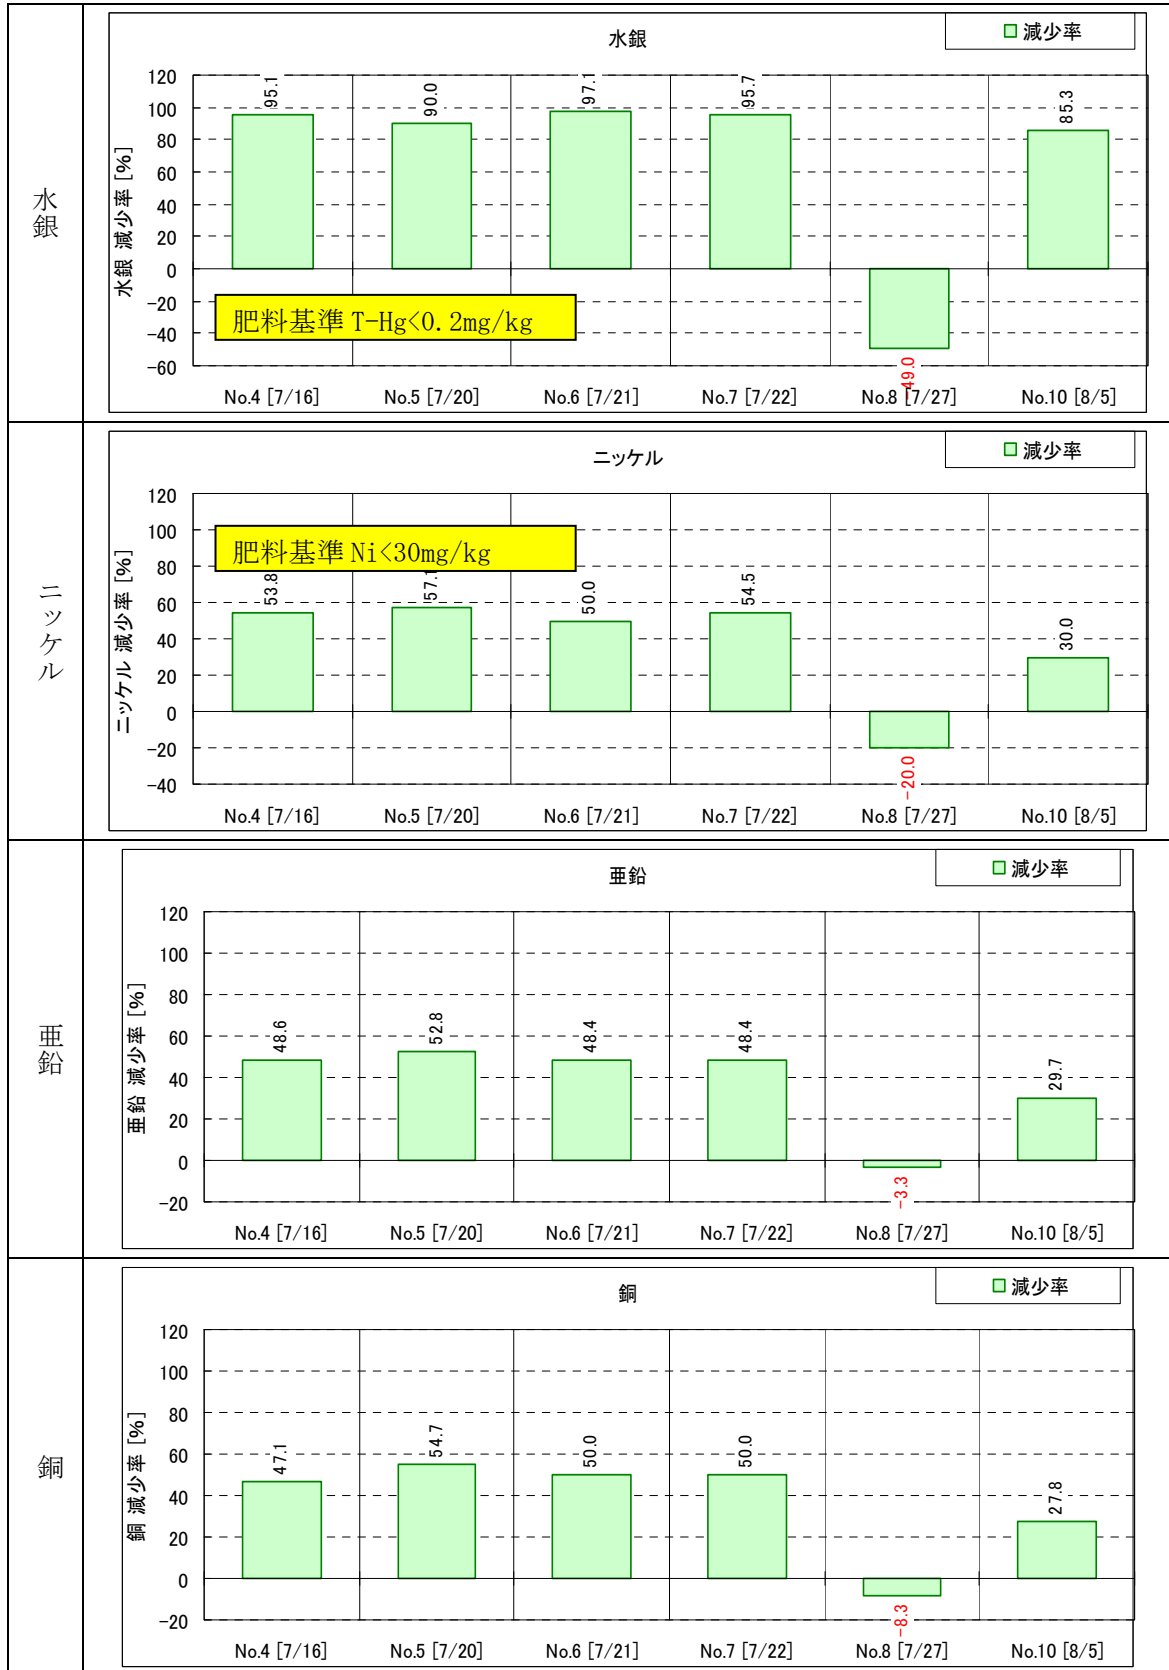 水銀
水銀
減少率
水銀 減少率 [%]
120
100
80
60
40
20
0
-20
-40
-60
95.1
90.0
97.1
95.7
-49.0
85.3
肥料基準 T-Hg<0.2mg/kg
No.4 [7/16]
No.5 [7/20]
No.6 [7/21]
No.7 [7/22]
No.8 [7/27]
No.10 [8/5]
ニッケル
ニッケル
減少率
ニッケル 減少率 [%]
120
100
80
60
40
20
0
-20
-40
肥料基準 Ni<30mg/kg
53.8
57.1
50.0
54.5
-20.0
30.0
No.4 [7/16]
No.5 [7/20]
No.6 [7/21]
No.7 [7/22]
No.8 [7/27]
No.10 [8/5]
亜鉛
亜鉛
減少率
亜鉛 減少率 [%]
120
100
80
60
40
20
0
-20
48.6
52.8
48.4
48.4
-3.3
29.7
No.4 [7/16]
No.5 [7/20]
No.6 [7/21]
No.7 [7/22]
No.8 [7/27]
No.10 [8/5]
銅
銅
減少率
銅 減少率 [%]
120
100
80
60
40
20
0
-20
47.1
54.7
50.0
50.0
-8.3
27.8
No.4 [7/16]
No.5 [7/20]
No.6 [7/21]
No.7 [7/22]
No.8 [7/27]
No.10 [8/5]